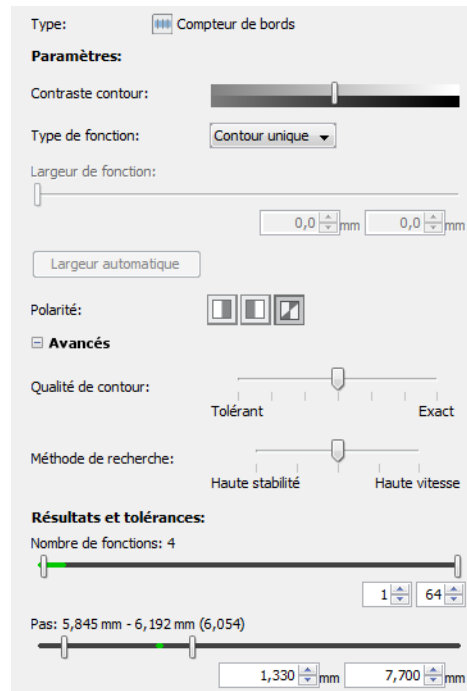 Type: Compteur de bords
Paramètres:
Contraste contour:
Type de fonction: Contour unique
Largeur de fonction:
0,0 mm 0,0 mm
Largeur automatique
Polarité:
Avancés
Qualité de contour:
Tolérant Exact
Méthode de recherche:
Haute stabilité Haute vitesse
Résultats et tolérances:
Nombre de fonctions: 4
1 64
Pas: 5,845 mm - 6,192 mm (6,054)
1,330 mm 7,700 mm